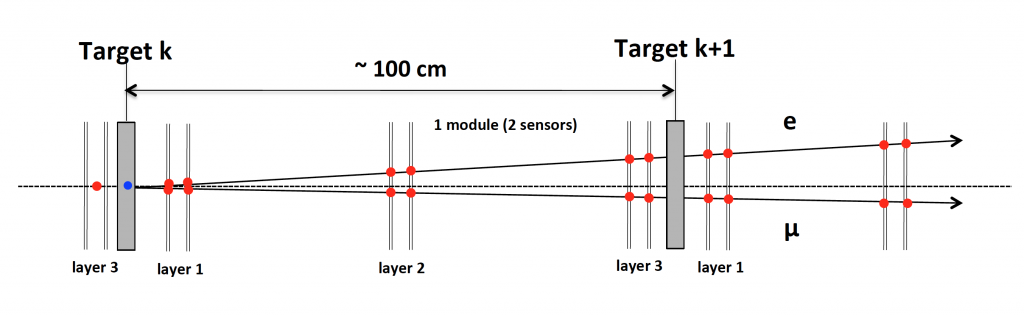 Target k
Target k+1
~ 100 cm
1 module (2 sensors)
e
μ
layer 3
layer 1
layer 2
layer 3
layer 1